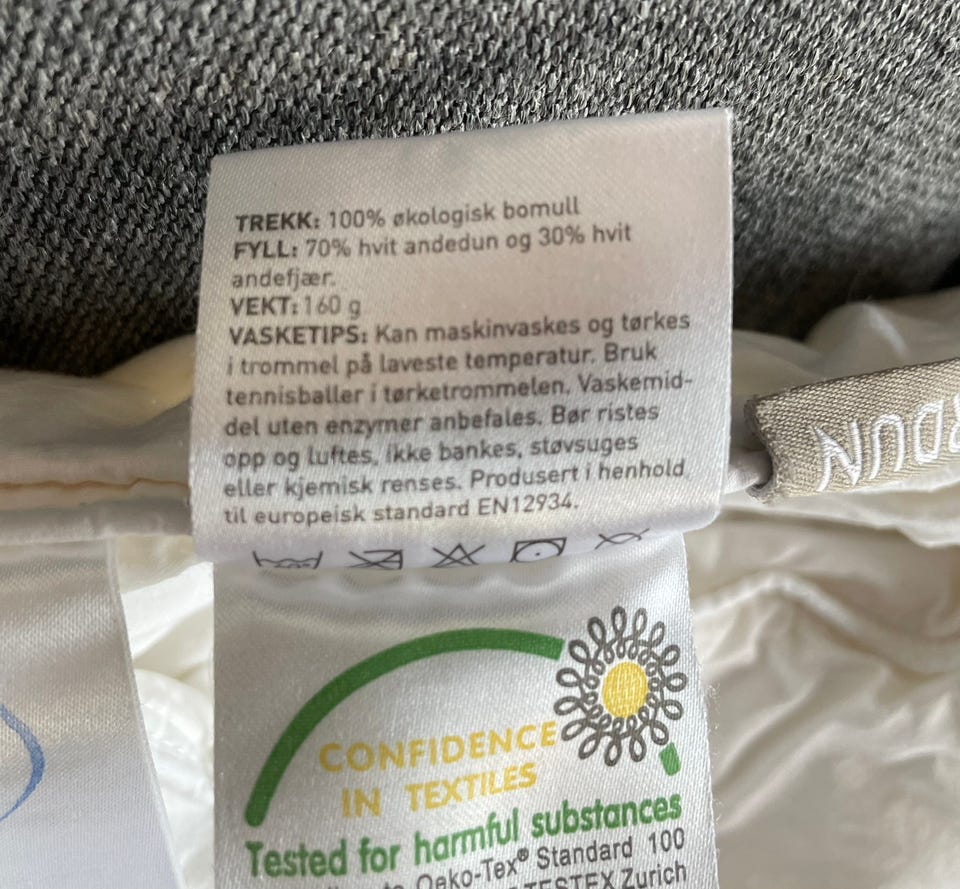 TREKK: 100% økologisk bomull
FYLL: 70% hvit andedun og 30% hvit
andefjær.
VEKT: 160 g
VASKETIPS: Kan maskinvaskes og tørkes
i trommel på laveste temperatur. Bruk
tennisballer i tørketrommelen. Vaskemid-
del uten enzymer anbefales. Bør ristes
opp og luftes, ikke bankes, støvsuges
eller kjemisk renses. Produsert i henhold
til europeisk standard EN12934.
CONFIDENCE
IN TEXTILES
Tested for harmful substances
Oeko-Tex® Standard 100
TESTEX Zurich